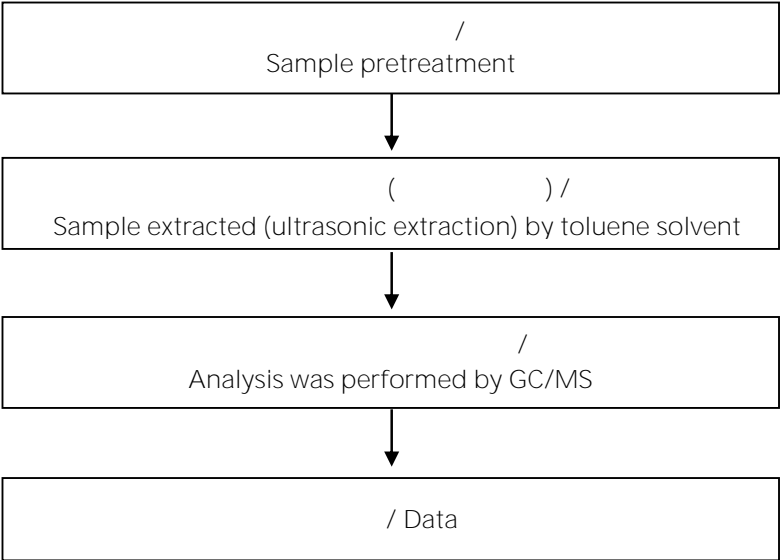 /
Sample pretreatment
( ) /
Sample extracted (ultrasonic extraction) by toluene solvent
/
Analysis was performed by GC/MS
/ Data